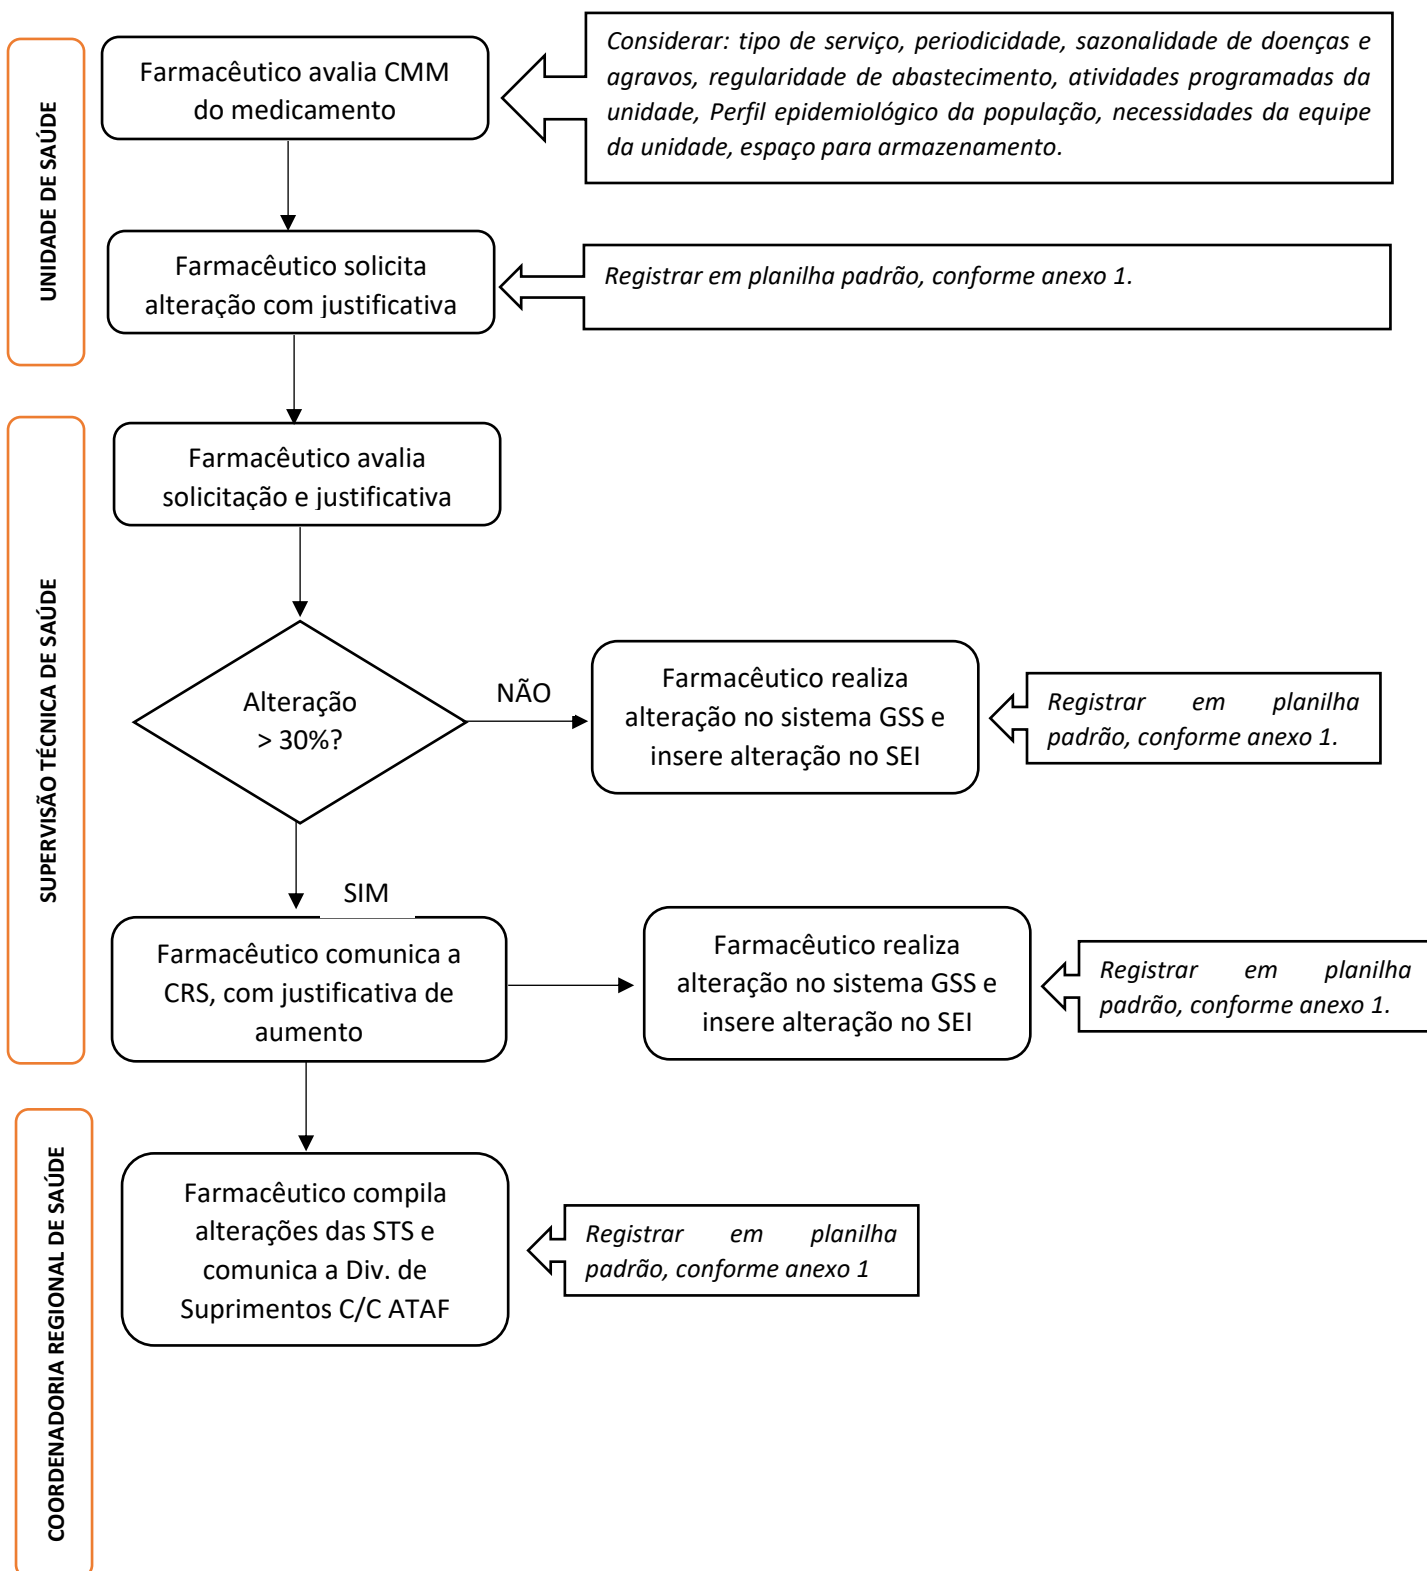 UNIDADE DE SAÚDE
Farmacêutico avalia CMM
do medicamento
Considerar: tipo de serviço, periodicidade, sazonalidade de doenças e
agravos, regularidade de abastecimento, atividades programadas da
unidade, Perfil epidemiológico da população, necessidades da equipe
da unidade, espaço para armazenamento.
Farmacêutico solicita
alteração com justificativa
Registrar em planilha padrão, conforme anexo 1.
SUPERVISÃO TÉCNICA DE SAÚDE
Farmacêutico avalia
solicitação e justificativa
Alteração
> 30%?
NÃO
Farmacêutico realiza
alteração no sistema GSS e
insere alteração no SEI
Registrar em planilha
padrão, conforme anexo 1.
SIM
Farmacêutico comunica a
CRS, com justificativa de
aumento
Farmacêutico realiza
alteração no sistema GSS e
insere alteração no SEI
Registrar em planilha
padrão, conforme anexo 1.
COORDENADORIA REGIONAL DE SAÚDE
Farmacêutico compila
alterações das STS e
comunica a Div. de
Suprimentos C/C ATAF
Registrar em planilha
padrão, conforme anexo 1